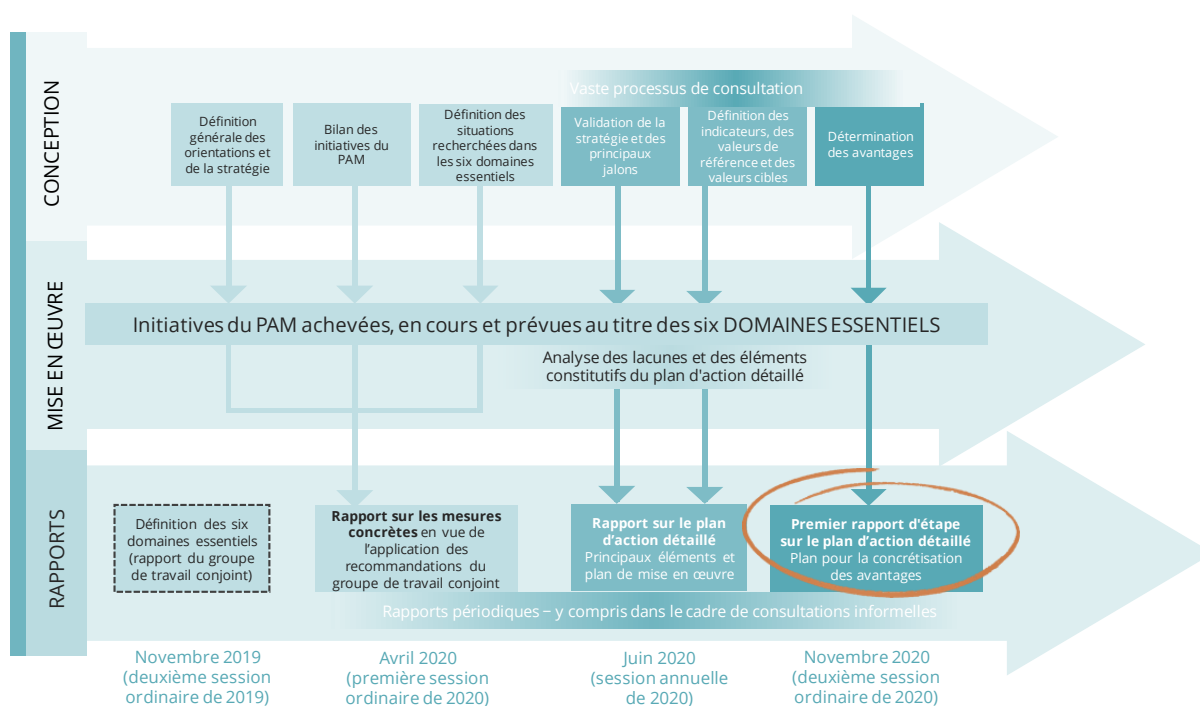 CONCEPTION
Vaste processus de consultation
Définition
générale des
orientations et
de la stratégie
Bilan des
initiatives du
PAM
Définition des
situations
recherchées dans
les six domaines
essentiels
Validation de la
stratégie et des
principaux
jalons
Définition des
indicateurs, des
valeurs de
référence et des
valeurs cibles
Détermination
des avantages
MISE EN ŒUVRE
Initiatives du PAM achevées, en cours et prévues au titre des six DOMAINES ESSENTIELS
Analyse des lacunes et des éléments
constitutifs du plan d'action détaillé
RAPPORTS
Définition des six
domaines essentiels
(rapport du groupe
de travail conjoint)
Rapport sur les mesures
concrètes en vue de
l’application des
recommandations du
groupe de travail conjoint
Rapport sur le plan
d’action détaillé
Principaux éléments et
plan de mise en œuvre
Premier rapport d'étape
sur le plan d’action détaillé
Plan pour la concrétisation
des avantages
Rapports périodiques – y compris dans le cadre de consultations informelles
Novembre 2019
(deuxième session
ordinaire de 2019)
Avril 2020
(première session
ordinaire de 2020)
Juin 2020
(session annuelle
de 2020)
Novembre 2020
(deuxième session
ordinaire de 2020)